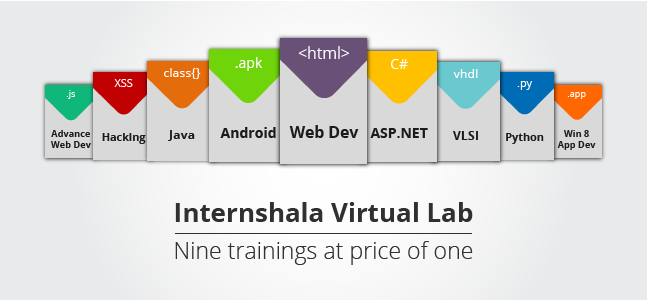 .js
Advance
Web Dev
XSS
HackIng
class{}
Java
.apk
Android
<html>
Web Dev
C#
ASP.NET
vhdl
VLSI
.py
Python
.app
Win 8
App Dev
Internshala Virtual Lab
Nine trainings at price of one